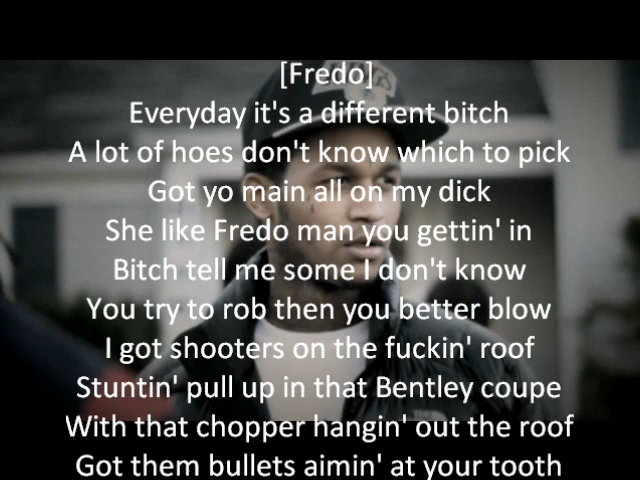 [Fredo]
Everyday it's a different bitch
A lot of hoes don't know which to pick
Got yo main all on my dick
She like Fredo man you gettin' in
Bitch tell me some I don't know
You try to rob then you better blow
I got shooters on the fuckin' roof
Stuntin' pull up in that Bentley coupe
With that chopper hangin' out the roof
Got them bullets aimin' at your tooth